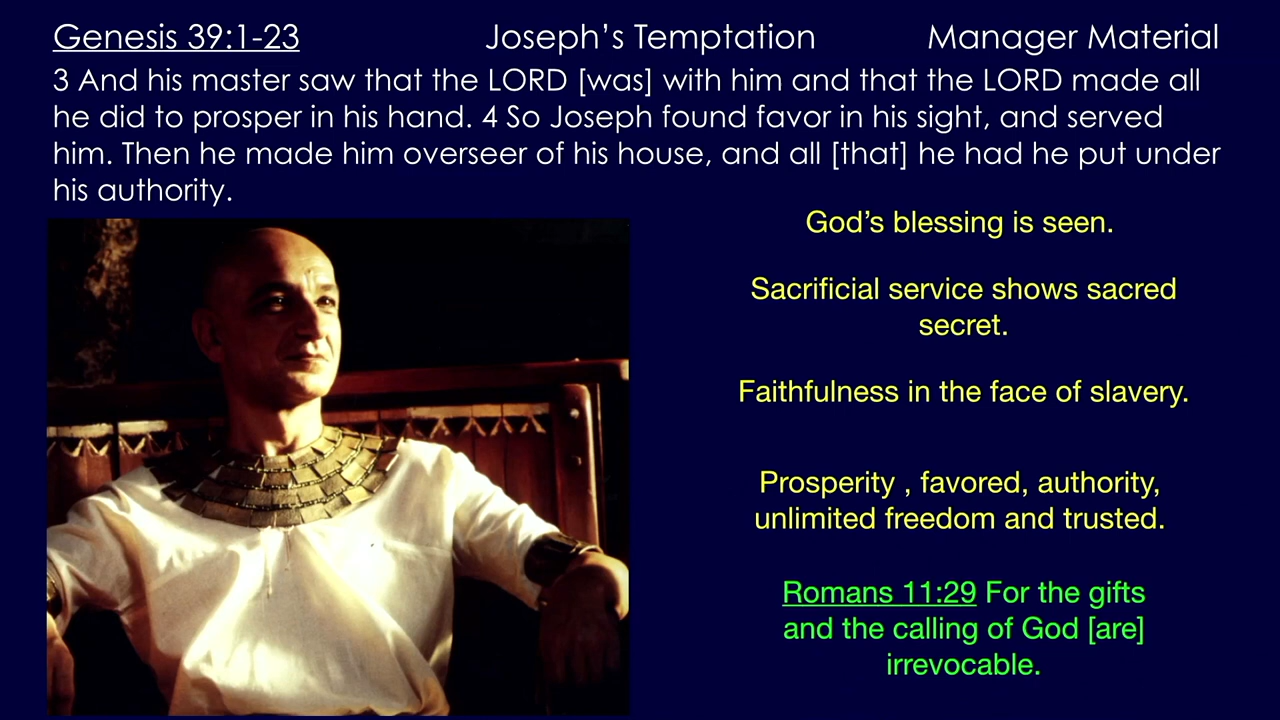 Genesis 39:1-23 Joseph’s Temptation Manager Material
3 And his master saw that the LORD [was] with him and that the LORD made all
he did to prosper in his hand. 4 So Joseph found favor in his sight, and served
him. Then he made him overseer of his house, and all [that] he had he put under
his authority.
God’s blessing is seen.
Sacrificial service shows sacred
secret.
Faithfulness in the face of slavery.
Prosperity , favored, authority,
unlimited freedom and trusted.
Romans 11:29 For the gifts
and the calling of God [are]
irrevocable.